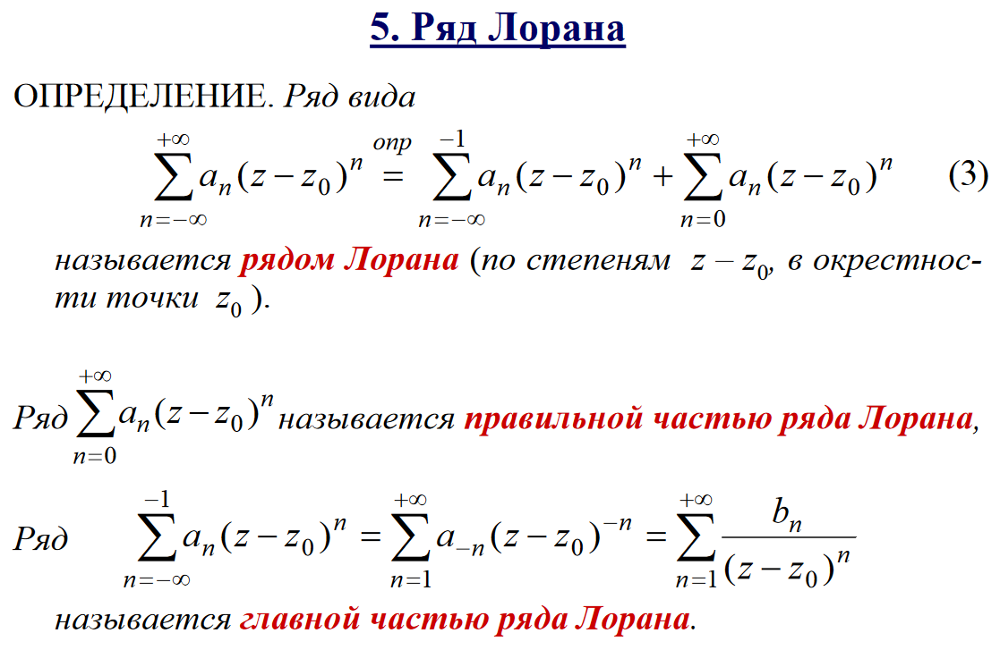 5. Ряд Лорана
ОПРЕДЕЛЕНИЕ. Ряд вида
$\sum_{n=-\infty}^{+\infty} a_n(z-z_0)^n \overset{опр}{=} \sum_{n=-\infty}^{-1} a_n(z-z_0)^n + \sum_{n=0}^{+\infty} a_n(z-z_0)^n$ (3)
называется рядом Лорана (по степеням $z – z_0$, в окрестнос-
ти точки $z_0$ ).
Ряд $\sum_{n=0}^{+\infty} a_n(z-z_0)^n$ называется правильной частью ряда Лорана,
Ряд $\sum_{n=-\infty}^{-1} a_n(z-z_0)^n = \sum_{n=1}^{+\infty} a_{-n}(z-z_0)^{-n} = \sum_{n=1}^{+\infty} \frac{b_n}{(z-z_0)^n}$
называется главной частью ряда Лорана.